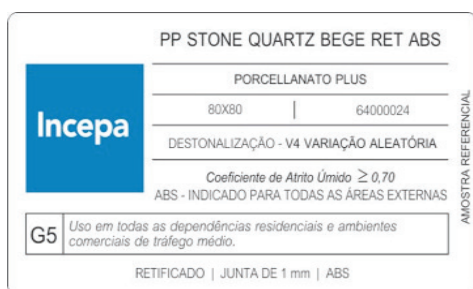 PP STONE QUARTZ BEGE RET ABS
Incepa
PORCELLANATO PLUS
80X80 | 64000024
DESTONALIZAÇÃO - V4 VARIAÇÃO ALEATÓRIA
Coeficiente de Atrito Úmido ≥ 0,70
ABS - INDICADO PARA TODAS AS ÁREAS EXTERNAS
G5
Uso em todas as dependências residenciais e ambientes
comerciais de tráfego médio.
RETIFICADO | JUNTA DE 1 mm | ABS
AMOSTRA REFERENCIAL